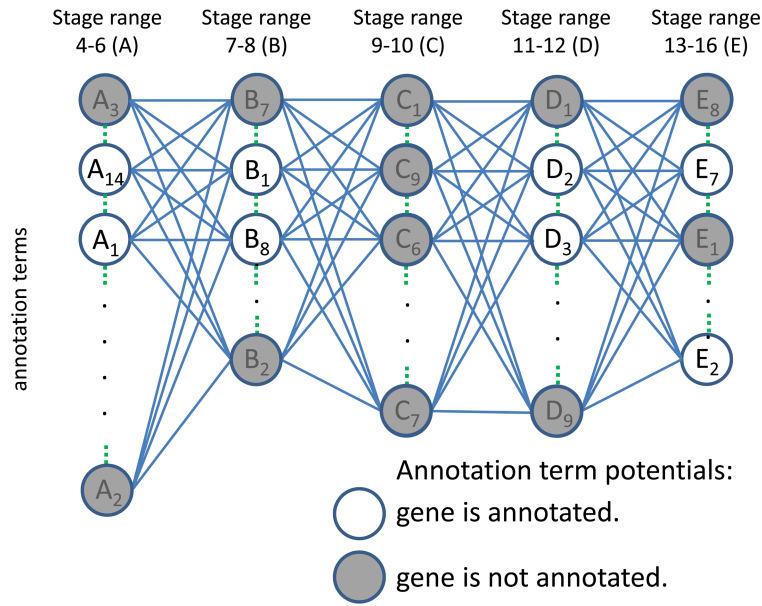 Stage range Stage range Stage range Stage range Stage range
4-6 (A) 7-8 (B) 9-10 (C) 11-12 (D) 13-16 (E)
A3 B7 C1 D1 E8
A14 B1 C9 D2 E7
A1 B8 C6 D3 E1
annotation terms
B2 E2
C7 D9
A2
Annotation term potentials:
gene is annotated.
gene is not annotated.